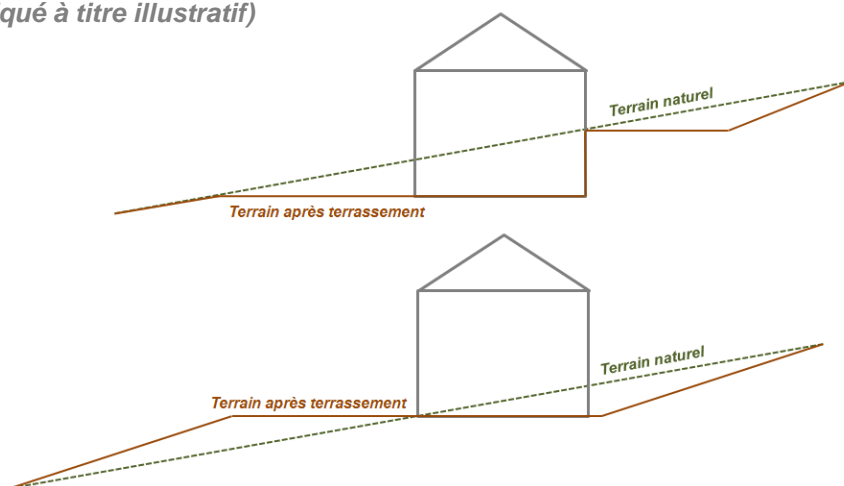 qué à titre illustratif)
Terrain naturel
Terrain après terrassement
Terrain naturel
Terrain après terrassement